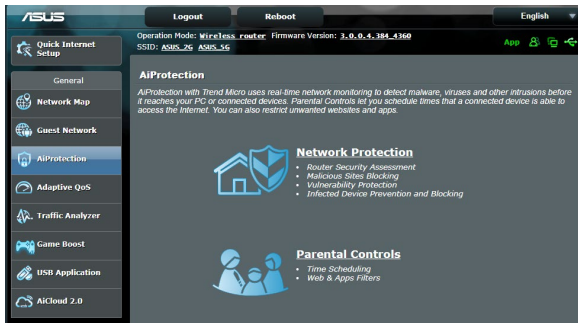 ASUS
Logout
Reboot
English
Quick Internet
Setup
Operation Mode: Wireless router Firmware Version: 3.0.0.4.384_4360
SSID: ASUS_2G ASUS_5G
App
General
Network Map
Guest Network
AiProtection
Adaptive QoS
Traffic Analyzer
Game Boost
USB Application
AiCloud 2.0
AiProtection
AiProtection with Trend Micro uses real-time network monitoring to detect malware, viruses and other intrusions before
it reaches your PC or connected devices. Parental Controls let you schedule times that a connected device is able to
access the Internet. You can also restrict unwanted websites and apps.
Network Protection
• Router Security Assessment
• Malicious Sites Blocking
• Vulnerability Protection
• Infected Device Prevention and Blocking
Parental Controls
• Time Scheduling
• Web & Apps Filters